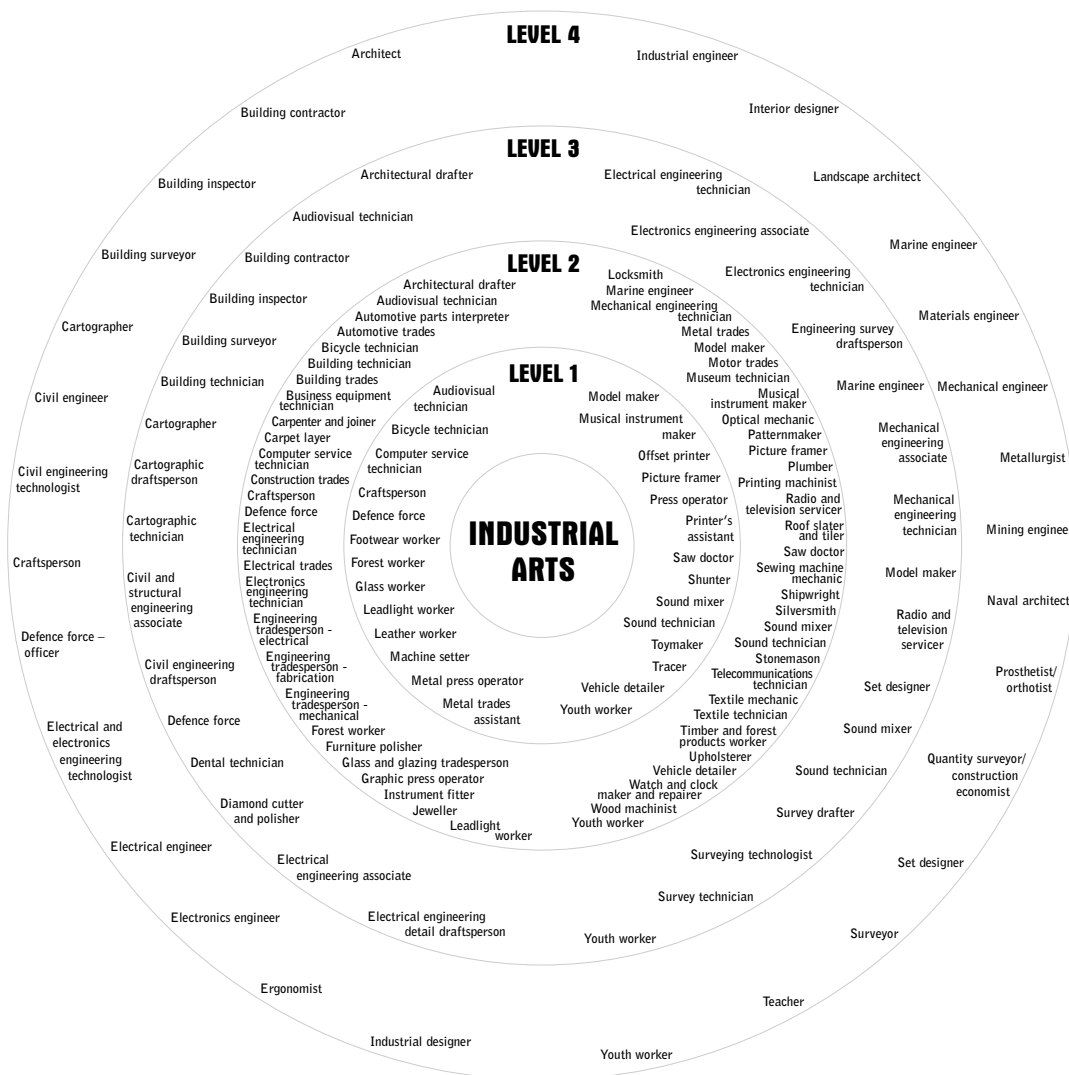 LEVEL 4
Architect
Building contractor
Building inspector
Building surveyor
Cartographer
Civil engineer
Civil engineering
technologist
Craftsperson
Defence force –
officer
Electrical and
electronics
engineering
technologist
Electrical engineer
Electronics engineer
Ergonomist
Industrial designer
Industrial engineer
Interior designer
Landscape architect
Marine engineer
Materials engineer
Mechanical engineer
Metallurgist
Mining enginee
Naval architect
Prosthetist/
orthotist
Quantity surveyor/
construction
economist
Set designer
Surveyor
Teacher
Youth worker
LEVEL 3
Architectural drafter
Audiovisual technician
Building contractor
Building inspector
Building surveyor
Building technician
Cartographer
Cartographic
draftsperson
Cartographic
technician
Civil and
structural
engineering
associate
Civil engineering
draftsperson
Defence force
Dental technician
Diamond cutter
and polisher
Electrical
engineering associate
Electrical engineering
detail draftsperson
Electrical engineering
technician
Electronics engineering associate
Electronics engineering
technician
Engineering survey
draftsperson
Marine engineer
Mechanical
engineering
associate
Mechanical
engineering
technician
Model maker
Radio and
television
servicer
Set designer
Sound mixer
Sound technician
Survey drafter
Surveying technologist
Survey technician
Youth worker
LEVEL 2
Architectural drafter
Audiovisual technician
Automotive parts interpreter
Automotive trades
Bicycle technician
Building technician
Building trades
Business equipment
technician
Carpenter and joiner
Carpet layer
Computer service
technician
Construction trades
Craftsperson
Defence force
Electrical
engineering
technician
Electrical trades
Electronics
engineering
technician
Engineering
tradesperson -
electrical
Engineering
tradesperson -
fabrication
Engineering
tradesperson -
mechanical
Forest worker
Furniture polisher
Glass and glazing tradesperson
Graphic press operator
Instrument fitter
Jeweller
Leadlight
worker
Locksmith
Marine engineer
Mechanical engineering
technician
Metal trades
Model maker
Motor trades
Museum technician
Musical
instrument maker
Optical mechanic
Patternmaker
Picture framer
Plumber
Printing machinist
Radio and
television servicer
Roof slater
and tiler
Saw doctor
Sewing machine
mechanic
Shipwright
Silversmith
Sound mixer
Sound technician
Stonemason
Telecommunications
technician
Textile mechanic
Textile technician
Timber and forest
products worker
Upholsterer
Vehicle detailer
Watch and clock
maker and repairer
Wood machinist
Youth worker
LEVEL 1
Audiovisual
technician
Bicycle technician
Computer service
technician
Craftsperson
Defence force
Footwear worker
Forest worker
Glass worker
Leadlight worker
Leather worker
Machine setter
Metal press operator
Metal trades
assistant
Model maker
Musical instrument
maker
Offset printer
Picture framer
Press operator
Printer's
assistant
Saw doctor
Shunter
Sound mixer
Sound technician
Toymaker
Tracer
Vehicle detailer
Youth worker
INDUSTRIAL
ARTS